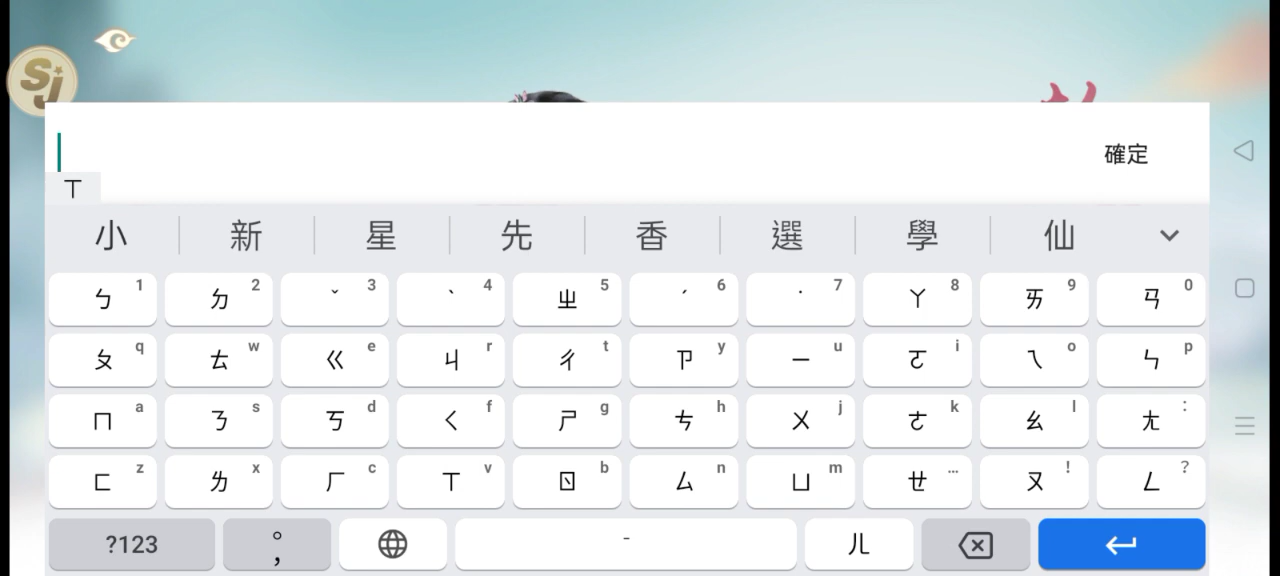 SJ
確定
ㄒ
小 新 星 先 香 選 學 仙
ㄅ 1 ㄉ 2 ˇ 3 ˋ 4 ㄓ 5 ˊ 6 ˙ 7 ㄚ 8 ㄞ 9 ㄢ 0
ㄆ q ㄊ w ㄍ e ㄐ r ㄔ t ㄗ y ㄧ u ㄛ i ㄟ o ㄣ p
ㄇ a ㄋ s ㄎ d ㄑ f ㄕ g ㄘ h ㄨ j ㄜ k ㄠ l ㄤ :
ㄈ z ㄌ x ㄏ c ㄒ v ㄖ b ㄙ n ㄩ m ㄝ … ㄡ ! ㄥ ?
?123 ° , - ㄦ